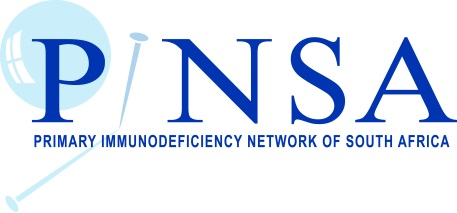 PiNSA
PRIMARY IMMUNODEFICIENCY NETWORK OF SOUTH AFRICA